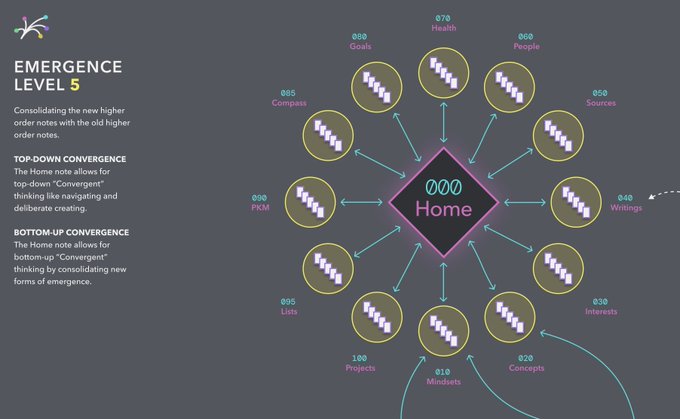 EMERGENCE
LEVEL 5
Consolidating the new higher
order notes with the old higher
order notes.
TOP-DOWN CONVERGENCE
The Home note allows for
top-down "Convergent"
thinking like navigating and
deliberate creating.
BOTTOM-UP CONVERGENCE
The Home note allows for
bottom-up "Convergent"
thinking by consolidating new
forms of emergence.
070
Health
080
Goals
060
People
085
Compass
050
Sources
000
Home
090
PKM
040
Writings
095
Lists
030
Interests
100
Projects
010
Mindsets
020
Concepts